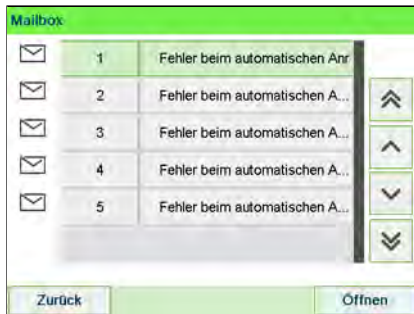 Mailbox
1 Fehler beim automatischen Anr
2 Fehler beim automatischen A...
3 Fehler beim automatischen A...
4 Fehler beim automatischen A...
5 Fehler beim automatischen A...
Zurück Öffnen